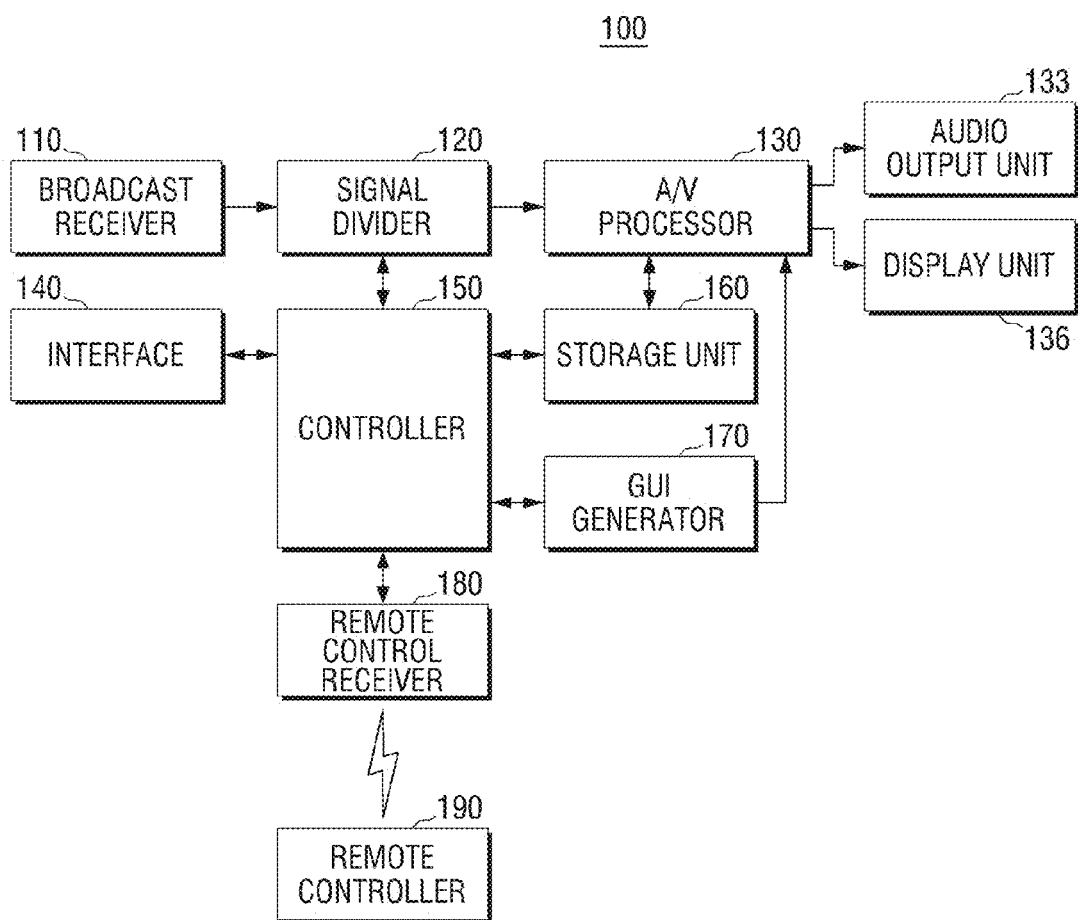 100
110
BROADCAST
RECEIVER
120
SIGNAL
DIVIDER
130
A/V
PROCESSOR
133
AUDIO
OUTPUT UNIT
DISPLAY UNIT
136
140
INTERFACE
150
CONTROLLER
160
STORAGE UNIT
170
GUI
GENERATOR
180
REMOTE
CONTROL
RECEIVER
190
REMOTE
CONTROLLER